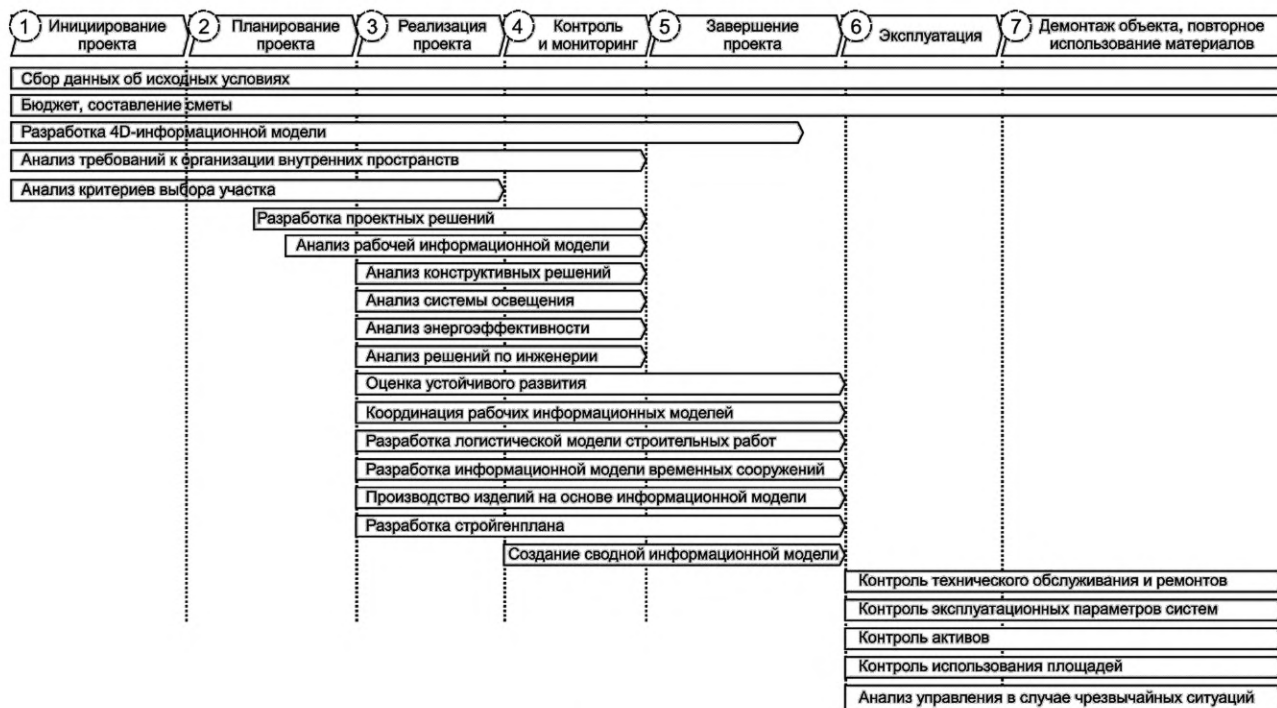 1 Инициирование
проекта
2 Планирование
проекта
3 Реализация
проекта
4 Контроль
и мониторинг
5 Завершение
проекта
6 Эксплуатация
7 Демонтаж объекта, повторное
использование материалов
Сбор данных об исходных условиях
Бюджет, составление сметы
Разработка 4D-информационной модели
Анализ требований к организации внутренних пространств
Анализ критериев выбора участка
Разработка проектных решений
Анализ рабочей информационной модели
Анализ конструктивных решений
Анализ системы освещения
Анализ энергоэффективности
Анализ решений по инженерии
Оценка устойчивого развития
Координация рабочих информационных моделей
Разработка логистической модели строительных работ
Разработка информационной модели временных сооружений
Производство изделий на основе информационной модели
Разработка стройгенплана
Создание сводной информационной модели
Контроль технического обслуживания и ремонтов
Контроль эксплуатационных параметров систем
Контроль активов
Контроль использования площадей
Анализ управления в случае чрезвычайных ситуаций